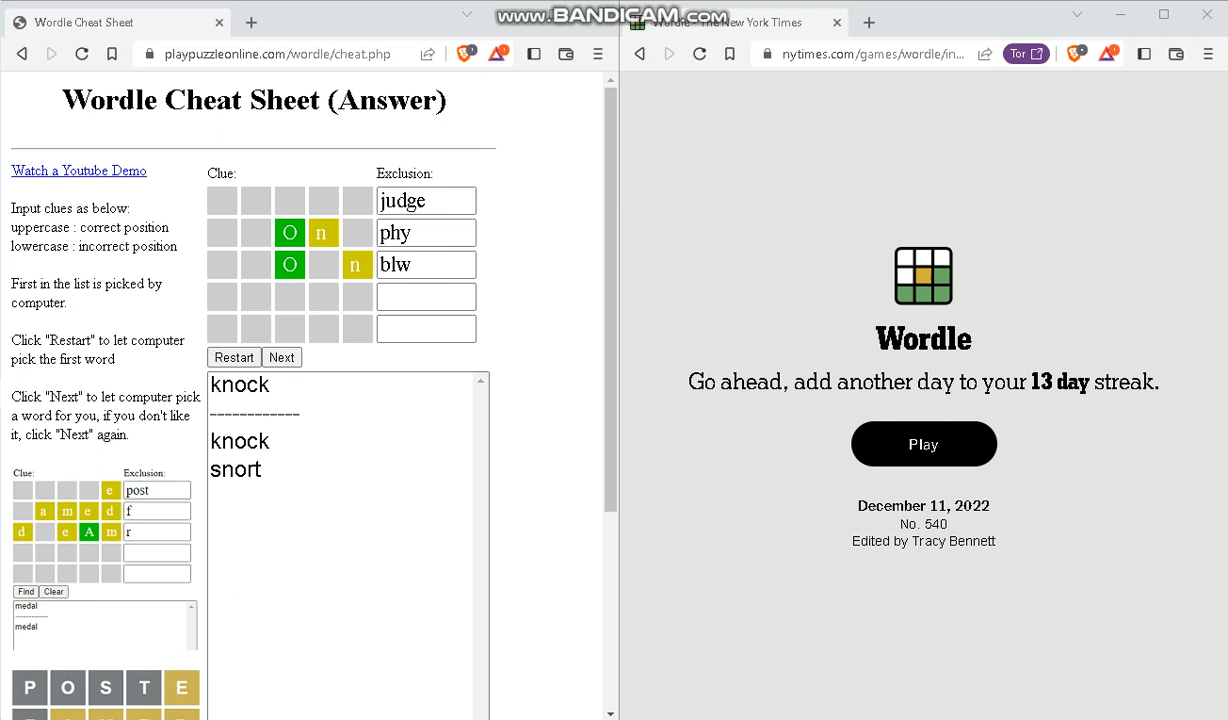 Wordle Cheat Sheet
www.BANDICAM.com
Wordle - The New York Times
playpuzzleonline.com/wordle/cheat.php
nytimes.com/games/wordle/in...
Tor
Wordle Cheat Sheet (Answer)
Watch a Youtube Demo
Input clues as below:
uppercase : correct position
lowercase : incorrect position
First in the list is picked by
computer.
Click "Restart" to let computer
pick the first word
Click "Next" to let computer pick
a word for you, if you don't like
it, click "Next" again.
Clue: Exclusion:
judge
O n phy
O n blw
Restart Next
knock
------------
knock
snort
Clue: Exclusion:
e post
a m e d f
d e A m r
Find Clear
medal
------------
medal
P O S T E
Wordle
Go ahead, add another day to your 13 day streak.
Play
December 11, 2022
No. 540
Edited by Tracy Bennett